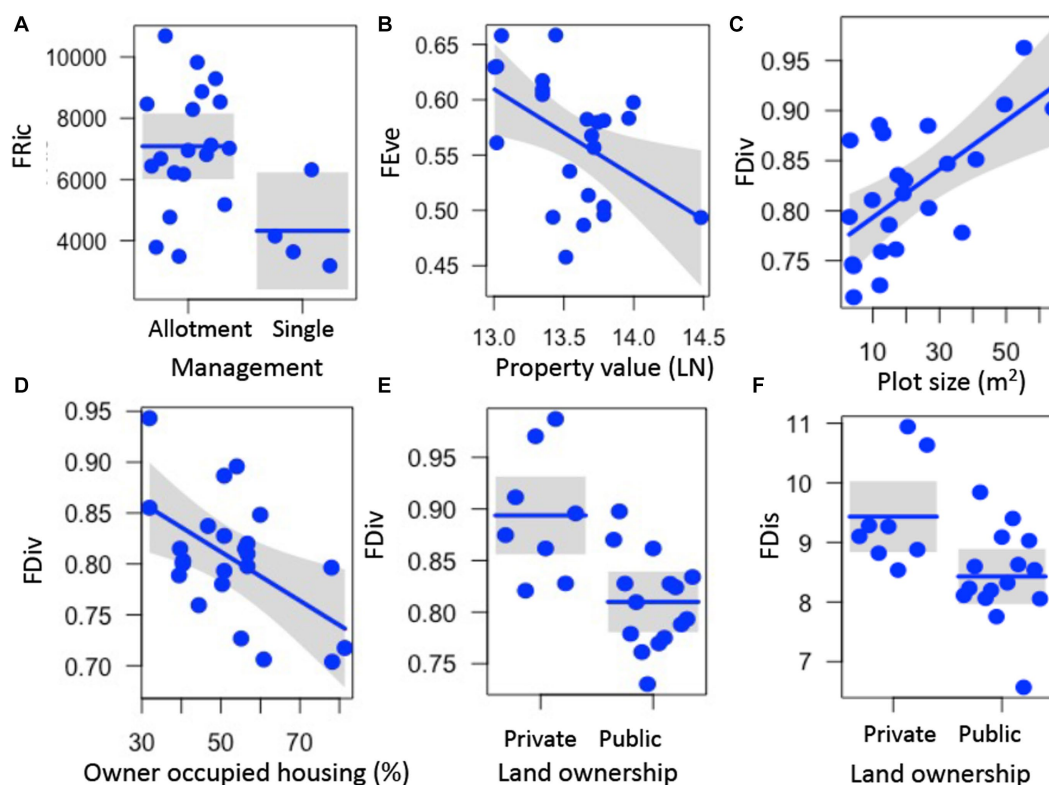 A
FRic
10000
8000
6000
4000
Allotment Single
Management
B
FEve
0.65
0.60
0.55
0.50
0.45
13.0 13.5 14.0 14.5
Property value (LN)
C
FDiv
0.95
0.90
0.85
0.80
0.75
10 30 50
Plot size (m²)
D
FDiv
0.95
0.90
0.85
0.80
0.75
0.70
30 50 70
Owner occupied housing (%)
E
FDiv
0.95
0.90
0.85
0.80
0.75
Private Public
Land ownership
F
FDis
11
10
9
8
7
Private Public
Land ownership